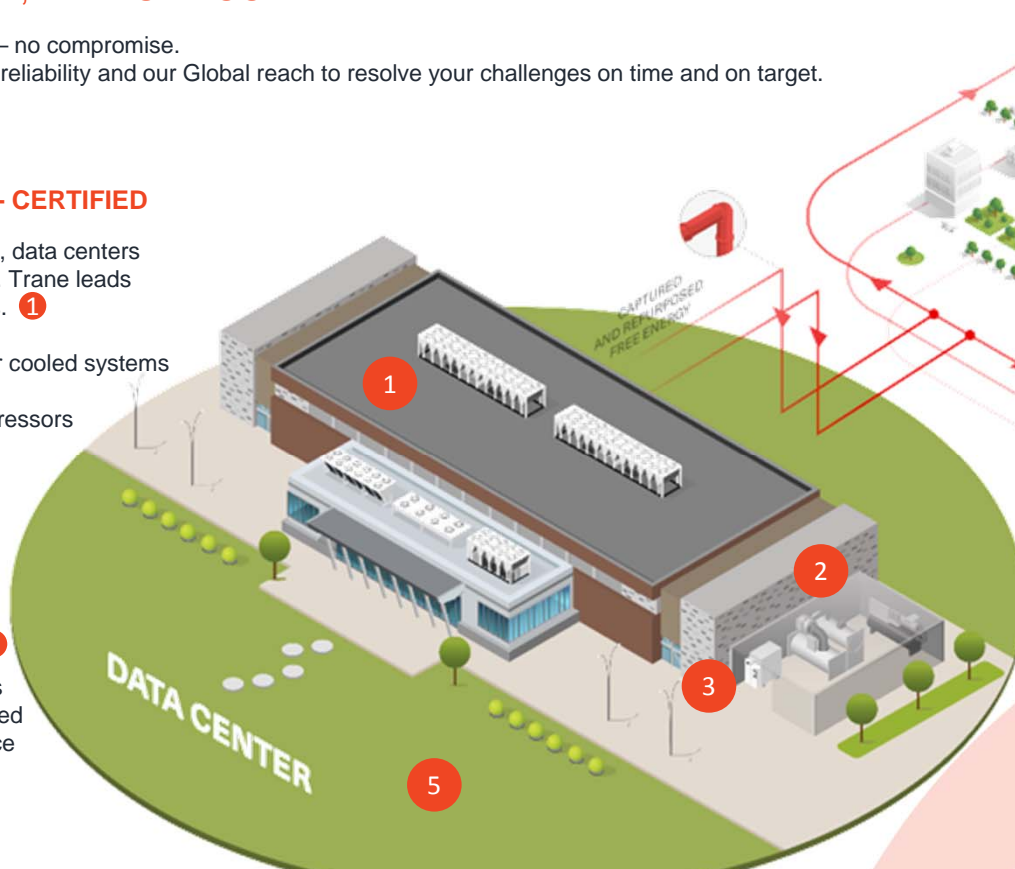 – no compromise.
reliability and our Global reach to resolve your challenges on time and on target.
- CERTIFIED
, data centers
Trane leads
. 1
cooled systems
ressors
s
ed
ce
CAPTURED
AND REPURPOSED
FREE ENERGY
1
2
3
DATA CENTER
5